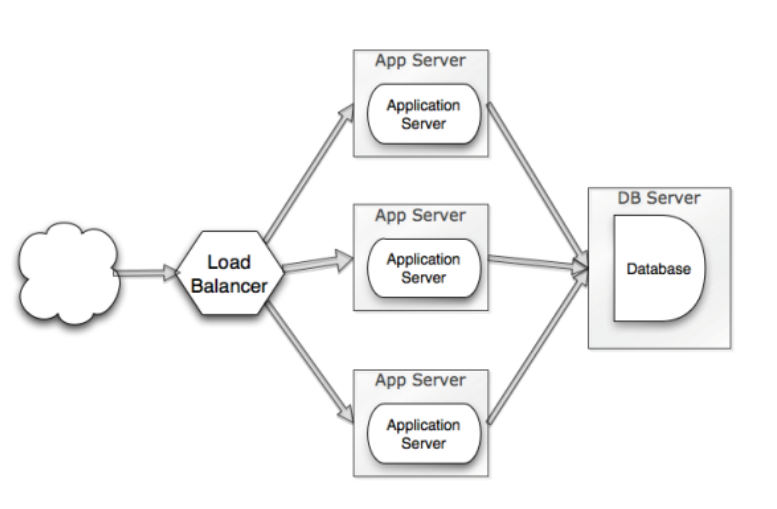 App Server
Application
Server
App Server
Application
Server
App Server
Application
Server
Load
Balancer
DB Server
Database